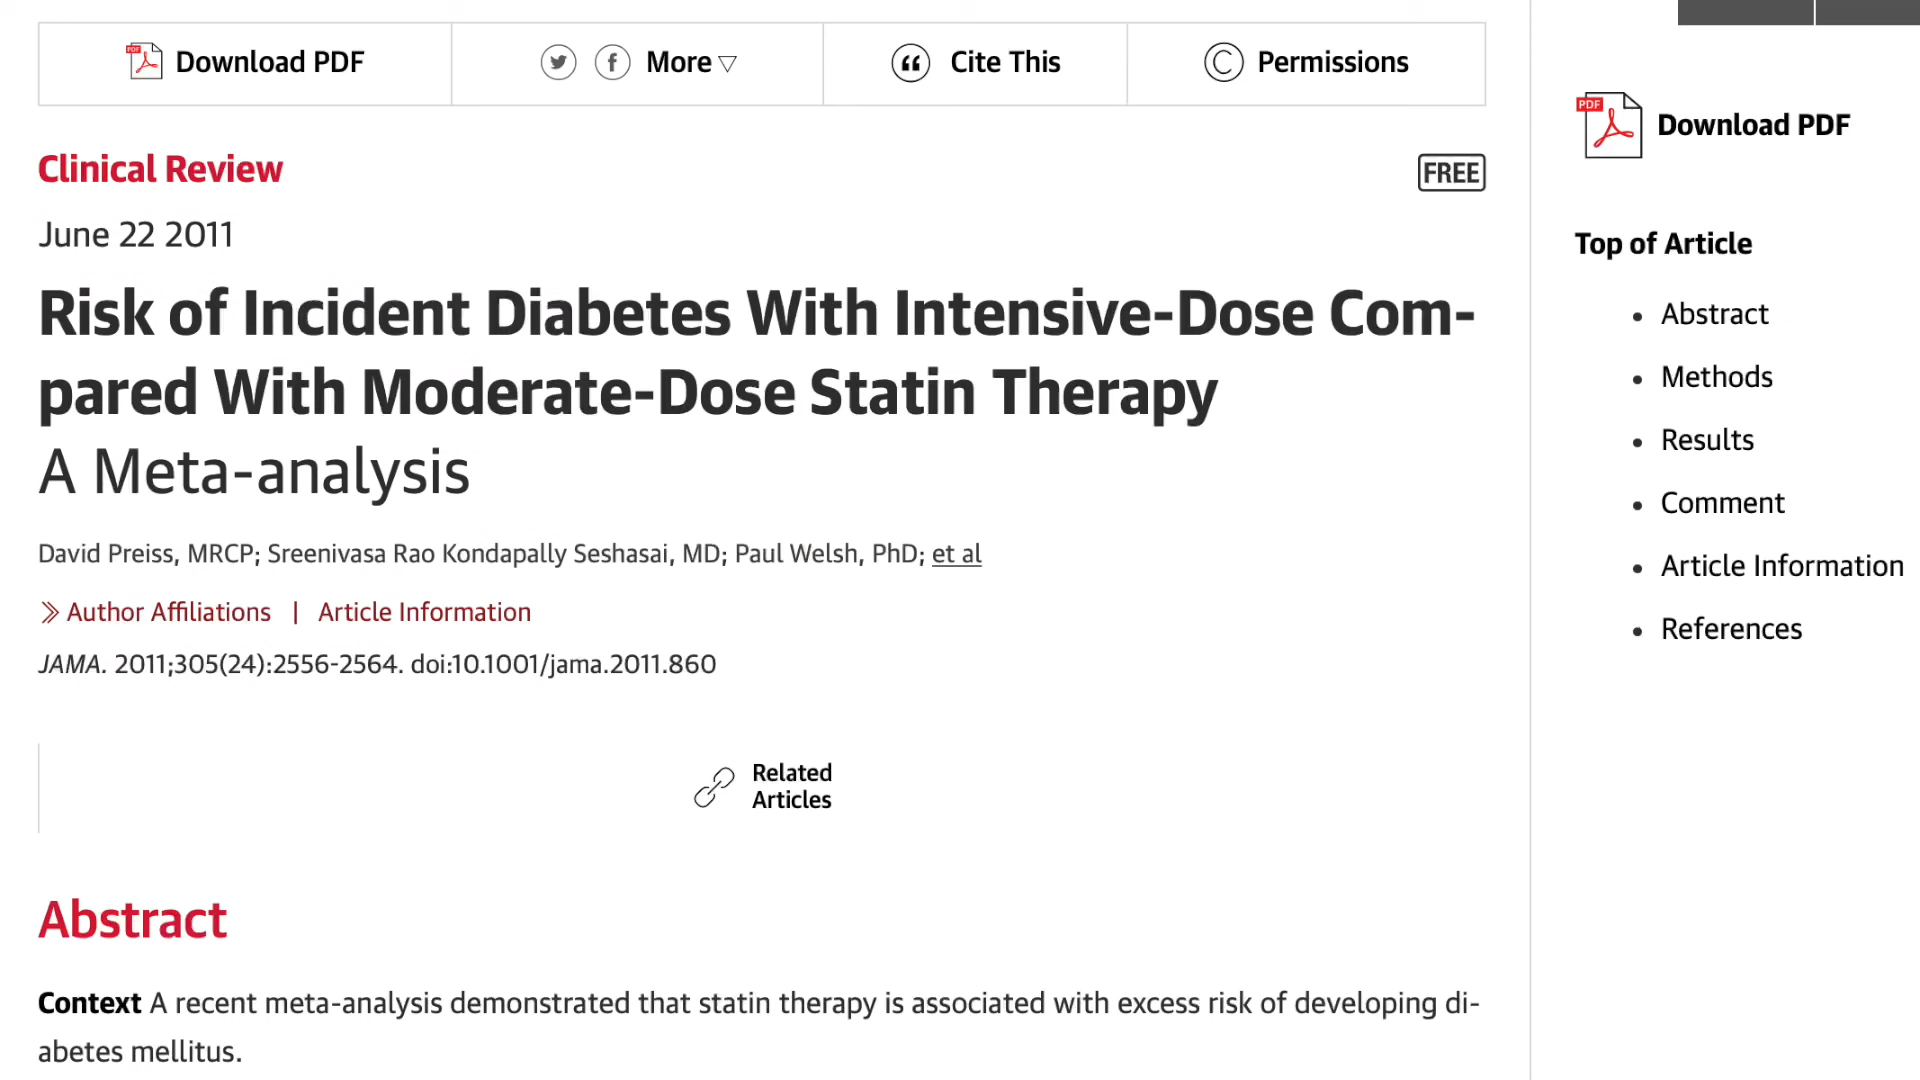 Download PDF
More
Cite This
Permissions
Clinical Review
FREE
June 22 2011
Risk of Incident Diabetes With Intensive-Dose Com-
pared With Moderate-Dose Statin Therapy
A Meta-analysis
David Preiss, MRCP; Sreenivasa Rao Kondapally Seshasai, MD; Paul Welsh, PhD; et al
Author Affiliations | Article Information
JAMA. 2011;305(24):2556-2564. doi:10.1001/jama.2011.860
Related
Articles
Abstract
Context A recent meta-analysis demonstrated that statin therapy is associated with excess risk of developing di-
abetes mellitus.
PDF
Download PDF
Top of Article
Abstract
Methods
Results
Comment
Article Information
References